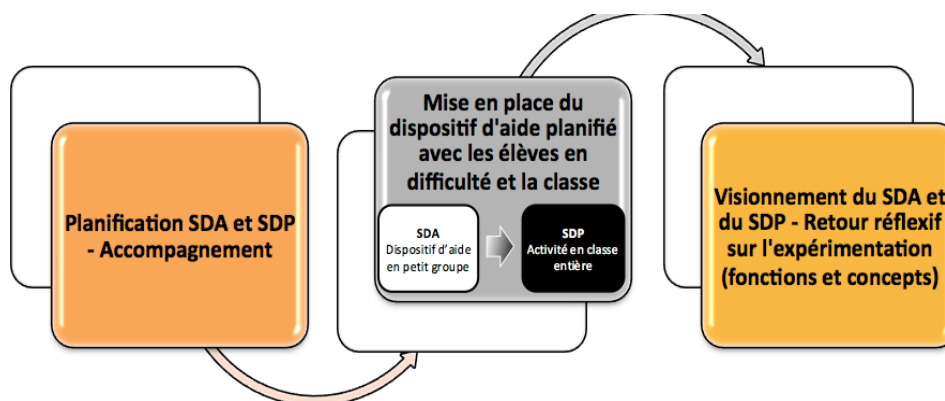 Planification SDA et SDP
- Accompagnement
Mise en place du
dispositif d'aide planifié
avec les élèves en
difficulté et la classe
SDA
Dispositif d'aide
en petit groupe
SDP
Activité en classe
entière
Visionnement du SDA et
du SDP - Retour réflexif
sur l'expérimentation
(fonctions et concepts)